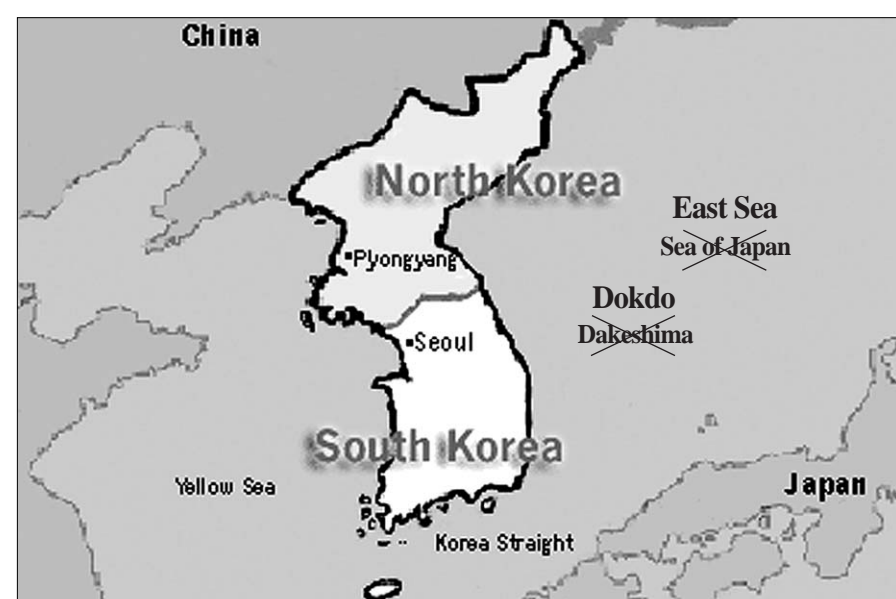 China
North Korea
East Sea
Sea of Japan
Pyongyang
Dokdo
Dakeshima
Seoul
South Korea
Yellow Sea
Japan
Korea Straight